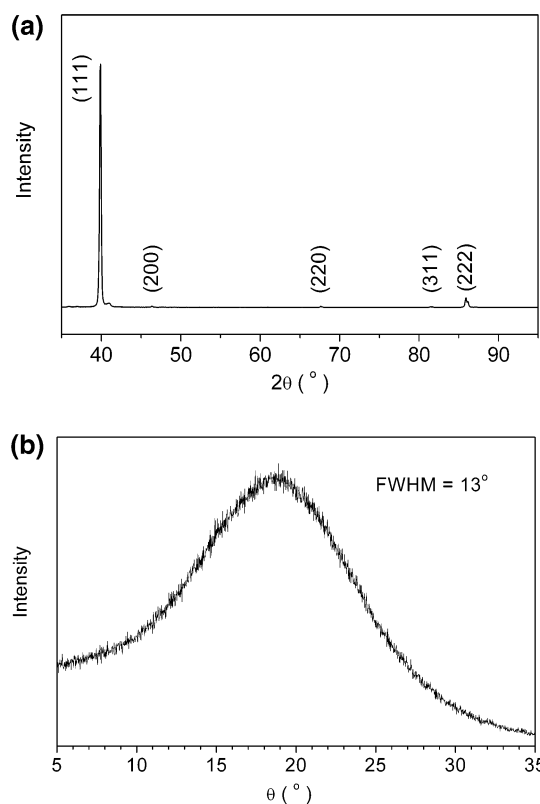 (a)
Intensity
(111)
(200)
(220)
(311)
(222)
40 50 60 70 80 90
2θ ( ° )
(b)
FWHM = 13°
Intensity
5 10 15 20 25 30 35
θ ( ° )